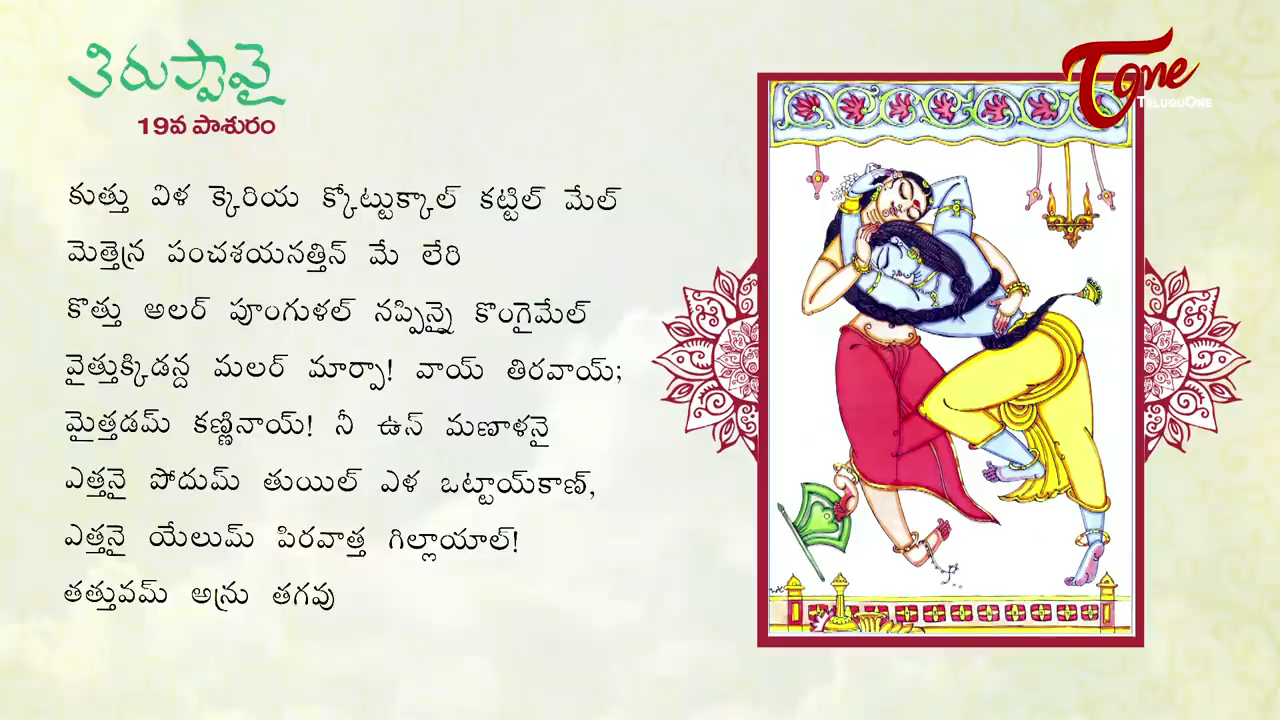 తిరుప్పావై
19వ పాశురం
Tone
TELUGUONE
కుత్తు విళ క్కెరియ క్కోట్టుక్కాల్ కట్టిల్ మేల్
మెత్తెన్ర పంచశయనత్తిన్ మే లేరి
కొత్తు అలర్ పూంగుళల్ నప్పిన్నై కొంగైమేల్
వైత్తుక్కిడన్ద మలర్ మార్పా! వాయ్ తిరవాయ్;
మైత్తడమ్ కణ్ణినాయ్! నీ ఉన్ మణాళనై
ఎత్తనై పోదుమ్ తుయిల్ ఎళ ఒట్టాయ్‌కాణ్,
ఎత్తనై యేలుమ్ పిరవాత్త గిల్లాయాల్!
తత్తువమ్ అన్రు తగవు